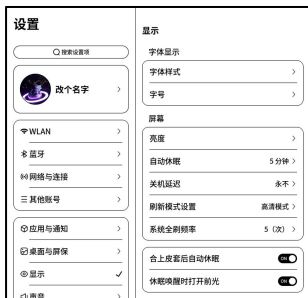 设置
搜索设置项
改个名字
WLAN
蓝牙
网络与连接
其他账号
应用与通知
桌面与屏保
显示
声音
显示
字体显示
字体样式
字号
屏幕
亮度
自动休眠 5 分钟
关机延迟 永不
刷新模式设置 高清模式
系统全刷频率 5（次）
合上皮套后自动休眠 ON
休眠唤醒时打开前光 ON